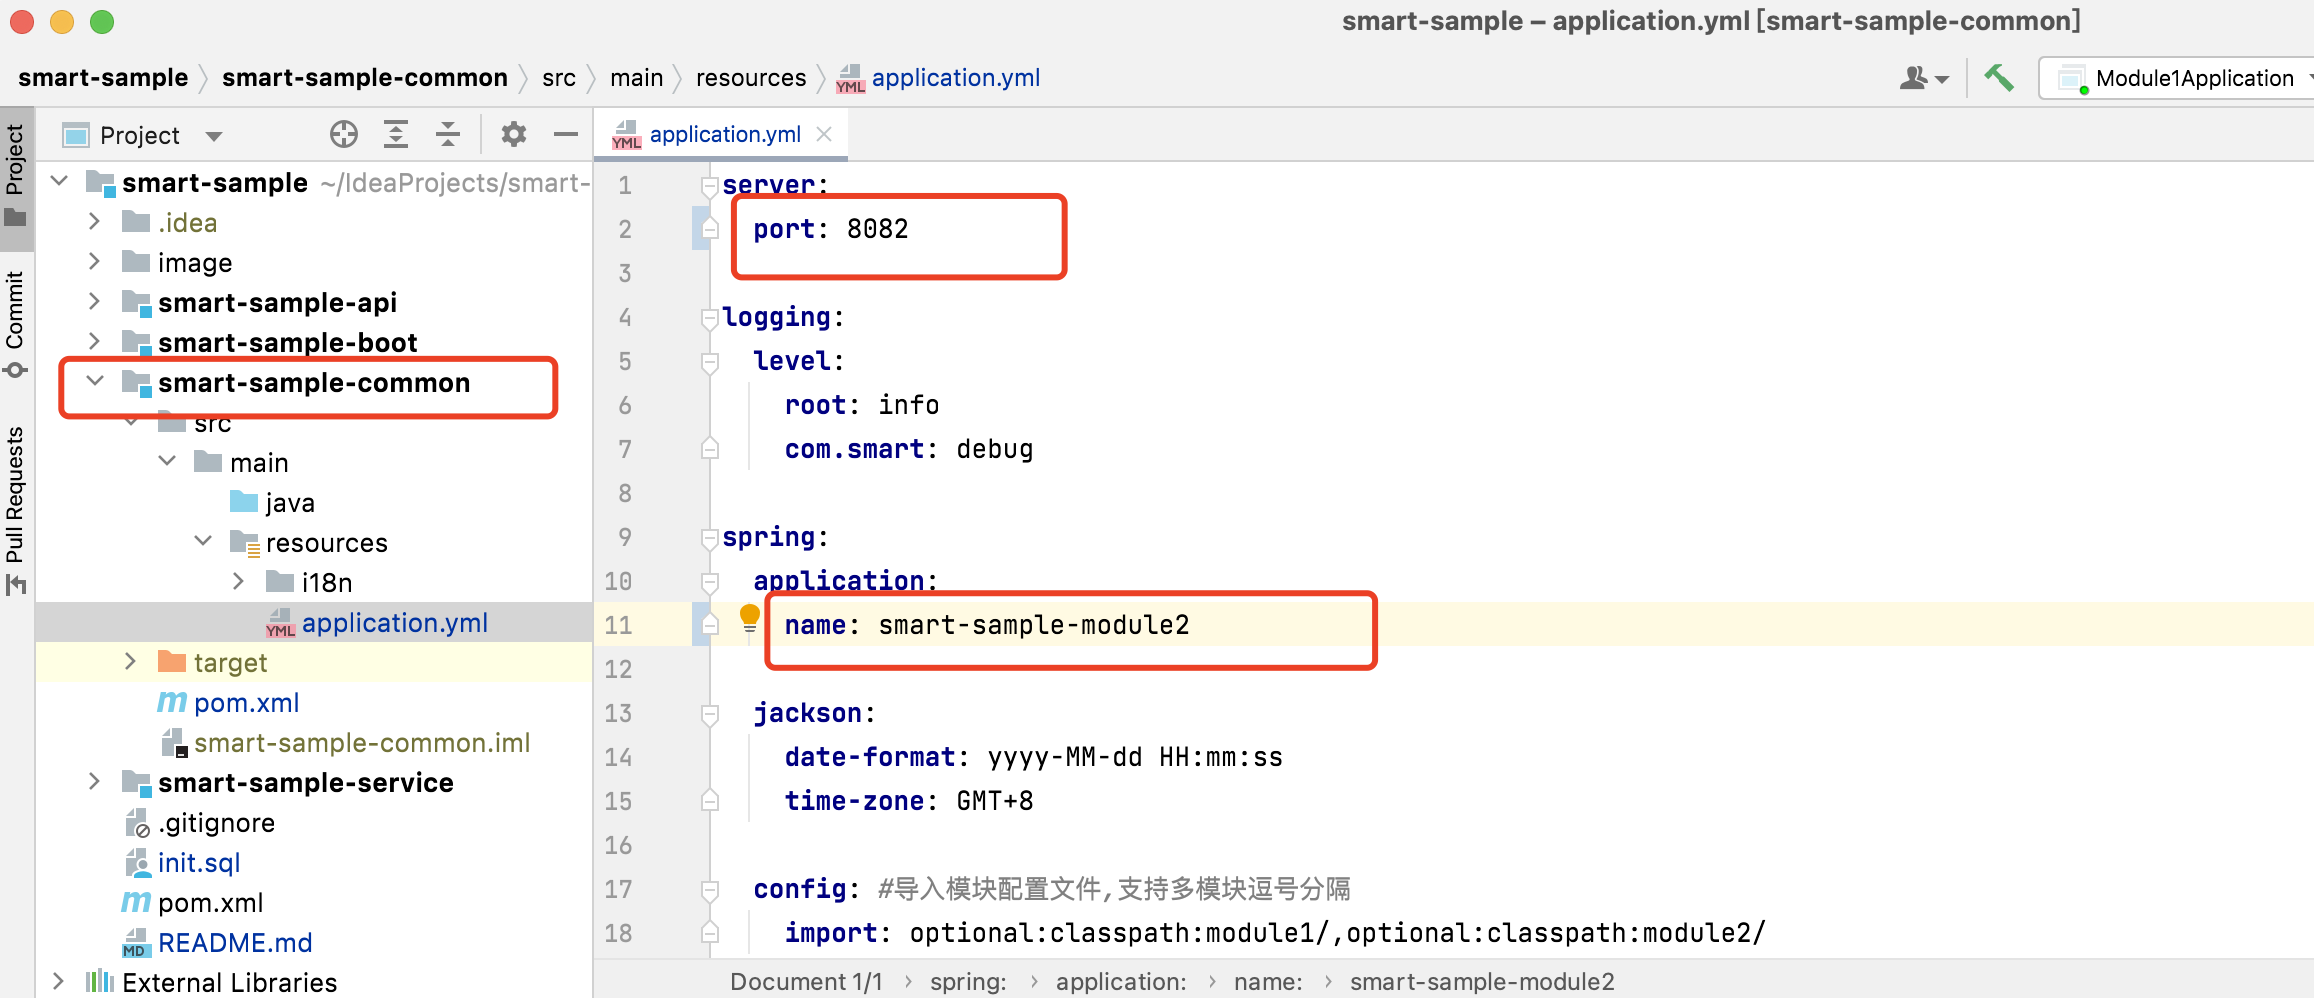 smart-sample – application.yml [smart-sample-common]
smart-sample smart-sample-common src main resources application.yml Module1Application
Project
Commit
Pull Requests
Project
smart-sample ~/IdeaProjects/smart-
.idea
image
smart-sample-api
smart-sample-boot
smart-sample-common
src
main
java
resources
i18n
application.yml
target
pom.xml
smart-sample-common.iml
smart-sample-service
.gitignore
init.sql
pom.xml
README.md
External Libraries
application.yml
1 server:
2 port: 8082
3
4 logging:
5 level:
6 root: info
7 com.smart: debug
8
9 spring:
10 application:
11 name: smart-sample-module2
12
13 jackson:
14 date-format: yyyy-MM-dd HH:mm:ss
15 time-zone: GMT+8
16
17 config: #导入模块配置文件,支持多模块逗号分隔
18 import: optional:classpath:module1/,optional:classpath:module2/
Document 1/1 › spring: › application: › name: › smart-sample-module2